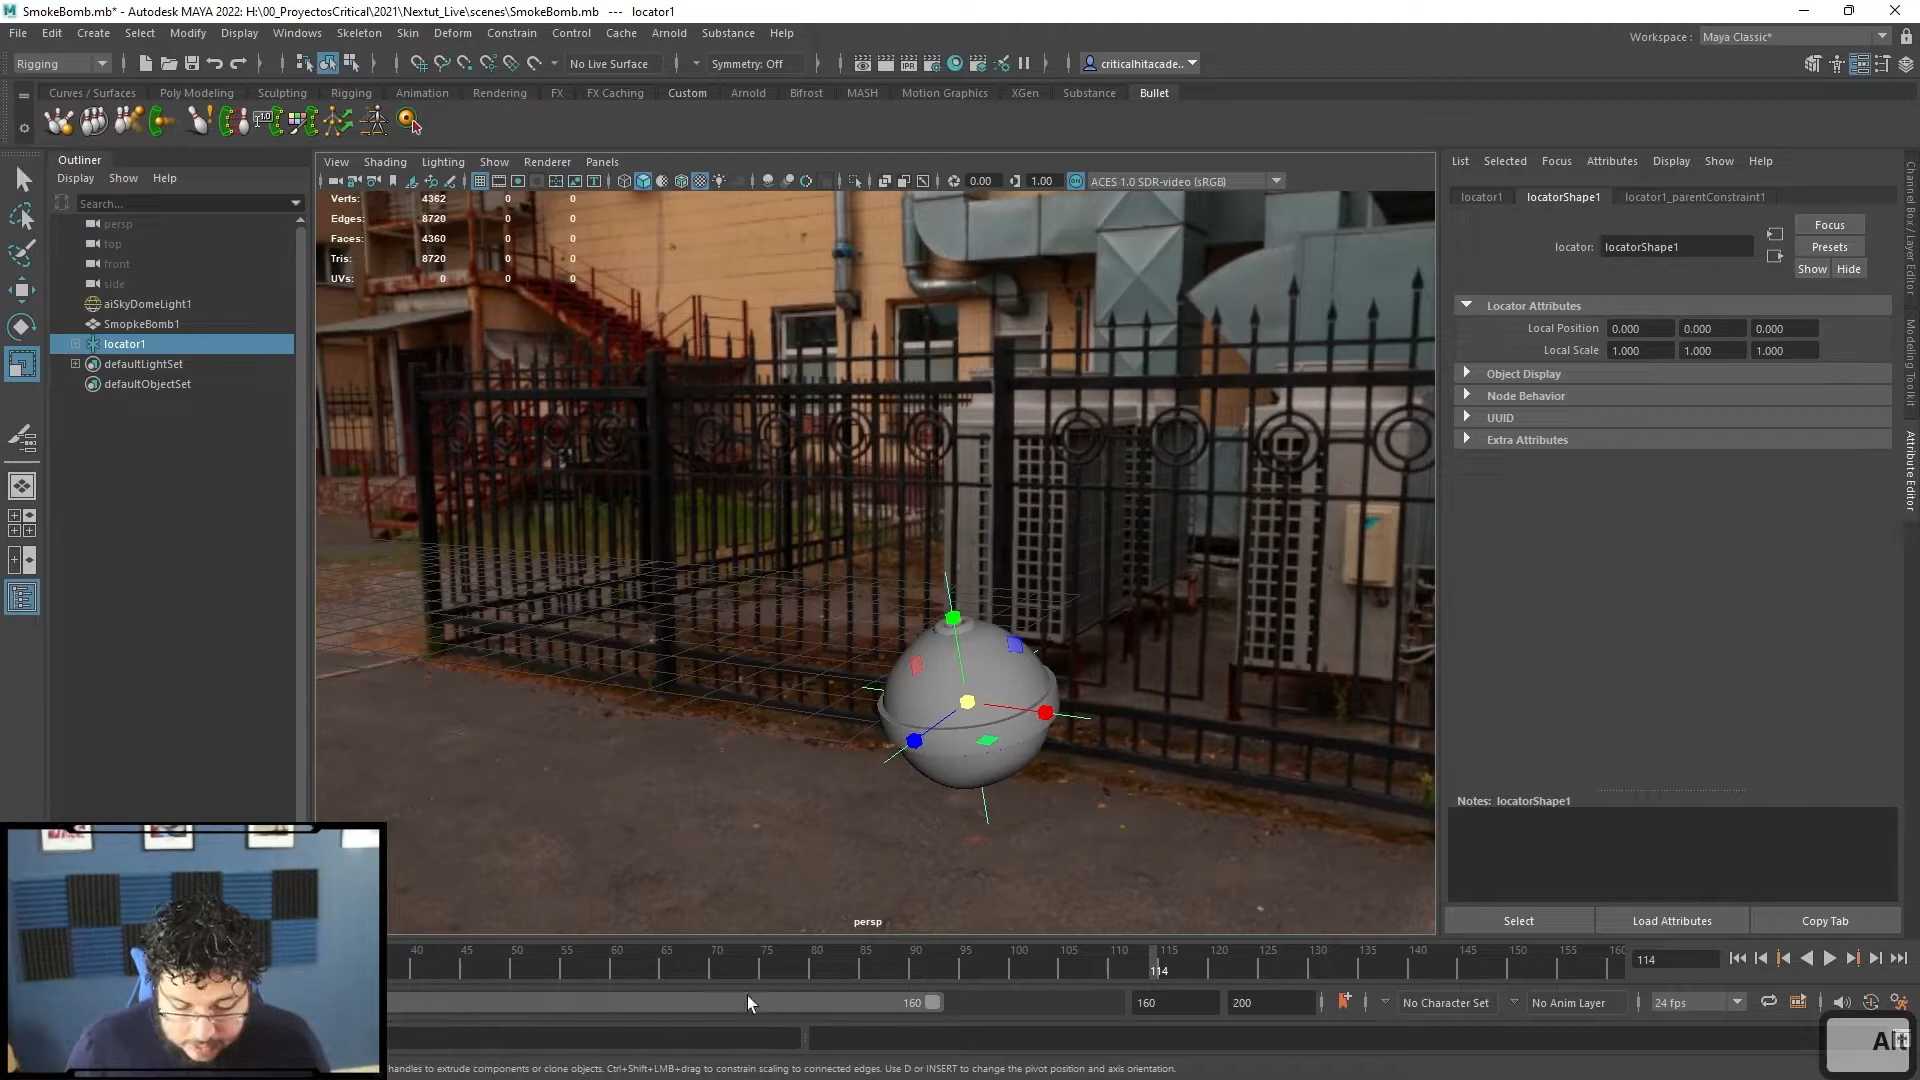 SmokeBomb.mb* - Autodesk MAYA 2022: H:\00_ProyectosCritical\2021\Nextut_Live\scenes\SmokeBomb.mb --- locator1
File Edit Create Select Modify Display Windows Skeleton Skin Deform Constrain Control Cache Arnold Substance Help
Workspace : Maya Classic*
Rigging
No Live Surface
Symmetry: Off
criticalhitacade..
Curves / Surfaces Poly Modeling Sculpting Rigging Animation Rendering FX FX Caching Custom Arnold Bifrost MASH Motion Graphics XGen Substance Bullet
Outliner
Display Show Help
Search...
persp
top
front
side
aiSkyDomeLight1
SmopkeBomb1
locator1
defaultLightSet
defaultObjectSet
View Shading Lighting Show Renderer Panels
0.00 1.00 ACES 1.0 SDR-video (sRGB)
Verts: 4362 0 0
Edges: 8720 0 0
Faces: 4360 0 0
Tris: 8720 0 0
UVs: 0 0 0
persp
List Selected Focus Attributes Display Show Help
locator1 locatorShape1 locator1_parentConstraint1
locator: locatorShape1
Focus
Presets
Show Hide
Locator Attributes
Local Position 0.000 0.000 0.000
Local Scale 1.000 1.000 1.000
Object Display
Node Behavior
UUID
Extra Attributes
Notes: locatorShape1
Select Load Attributes Copy Tab
Channel Box / Layer Editor
Modeling Toolkit
Attribute Editor
40 45 50 55 60 65 70 75 80 85 90 95 100 105 110 115 120 125 130 135 140 145 150 155 160
114
114
160
160 200 No Character Set No Anim Layer 24 fps
Alt
handles to extrude components or clone objects. Ctrl+Shift+LMB+drag to constrain scaling to connected edges. Use D or INSERT to change the pivot position and axis orientation.